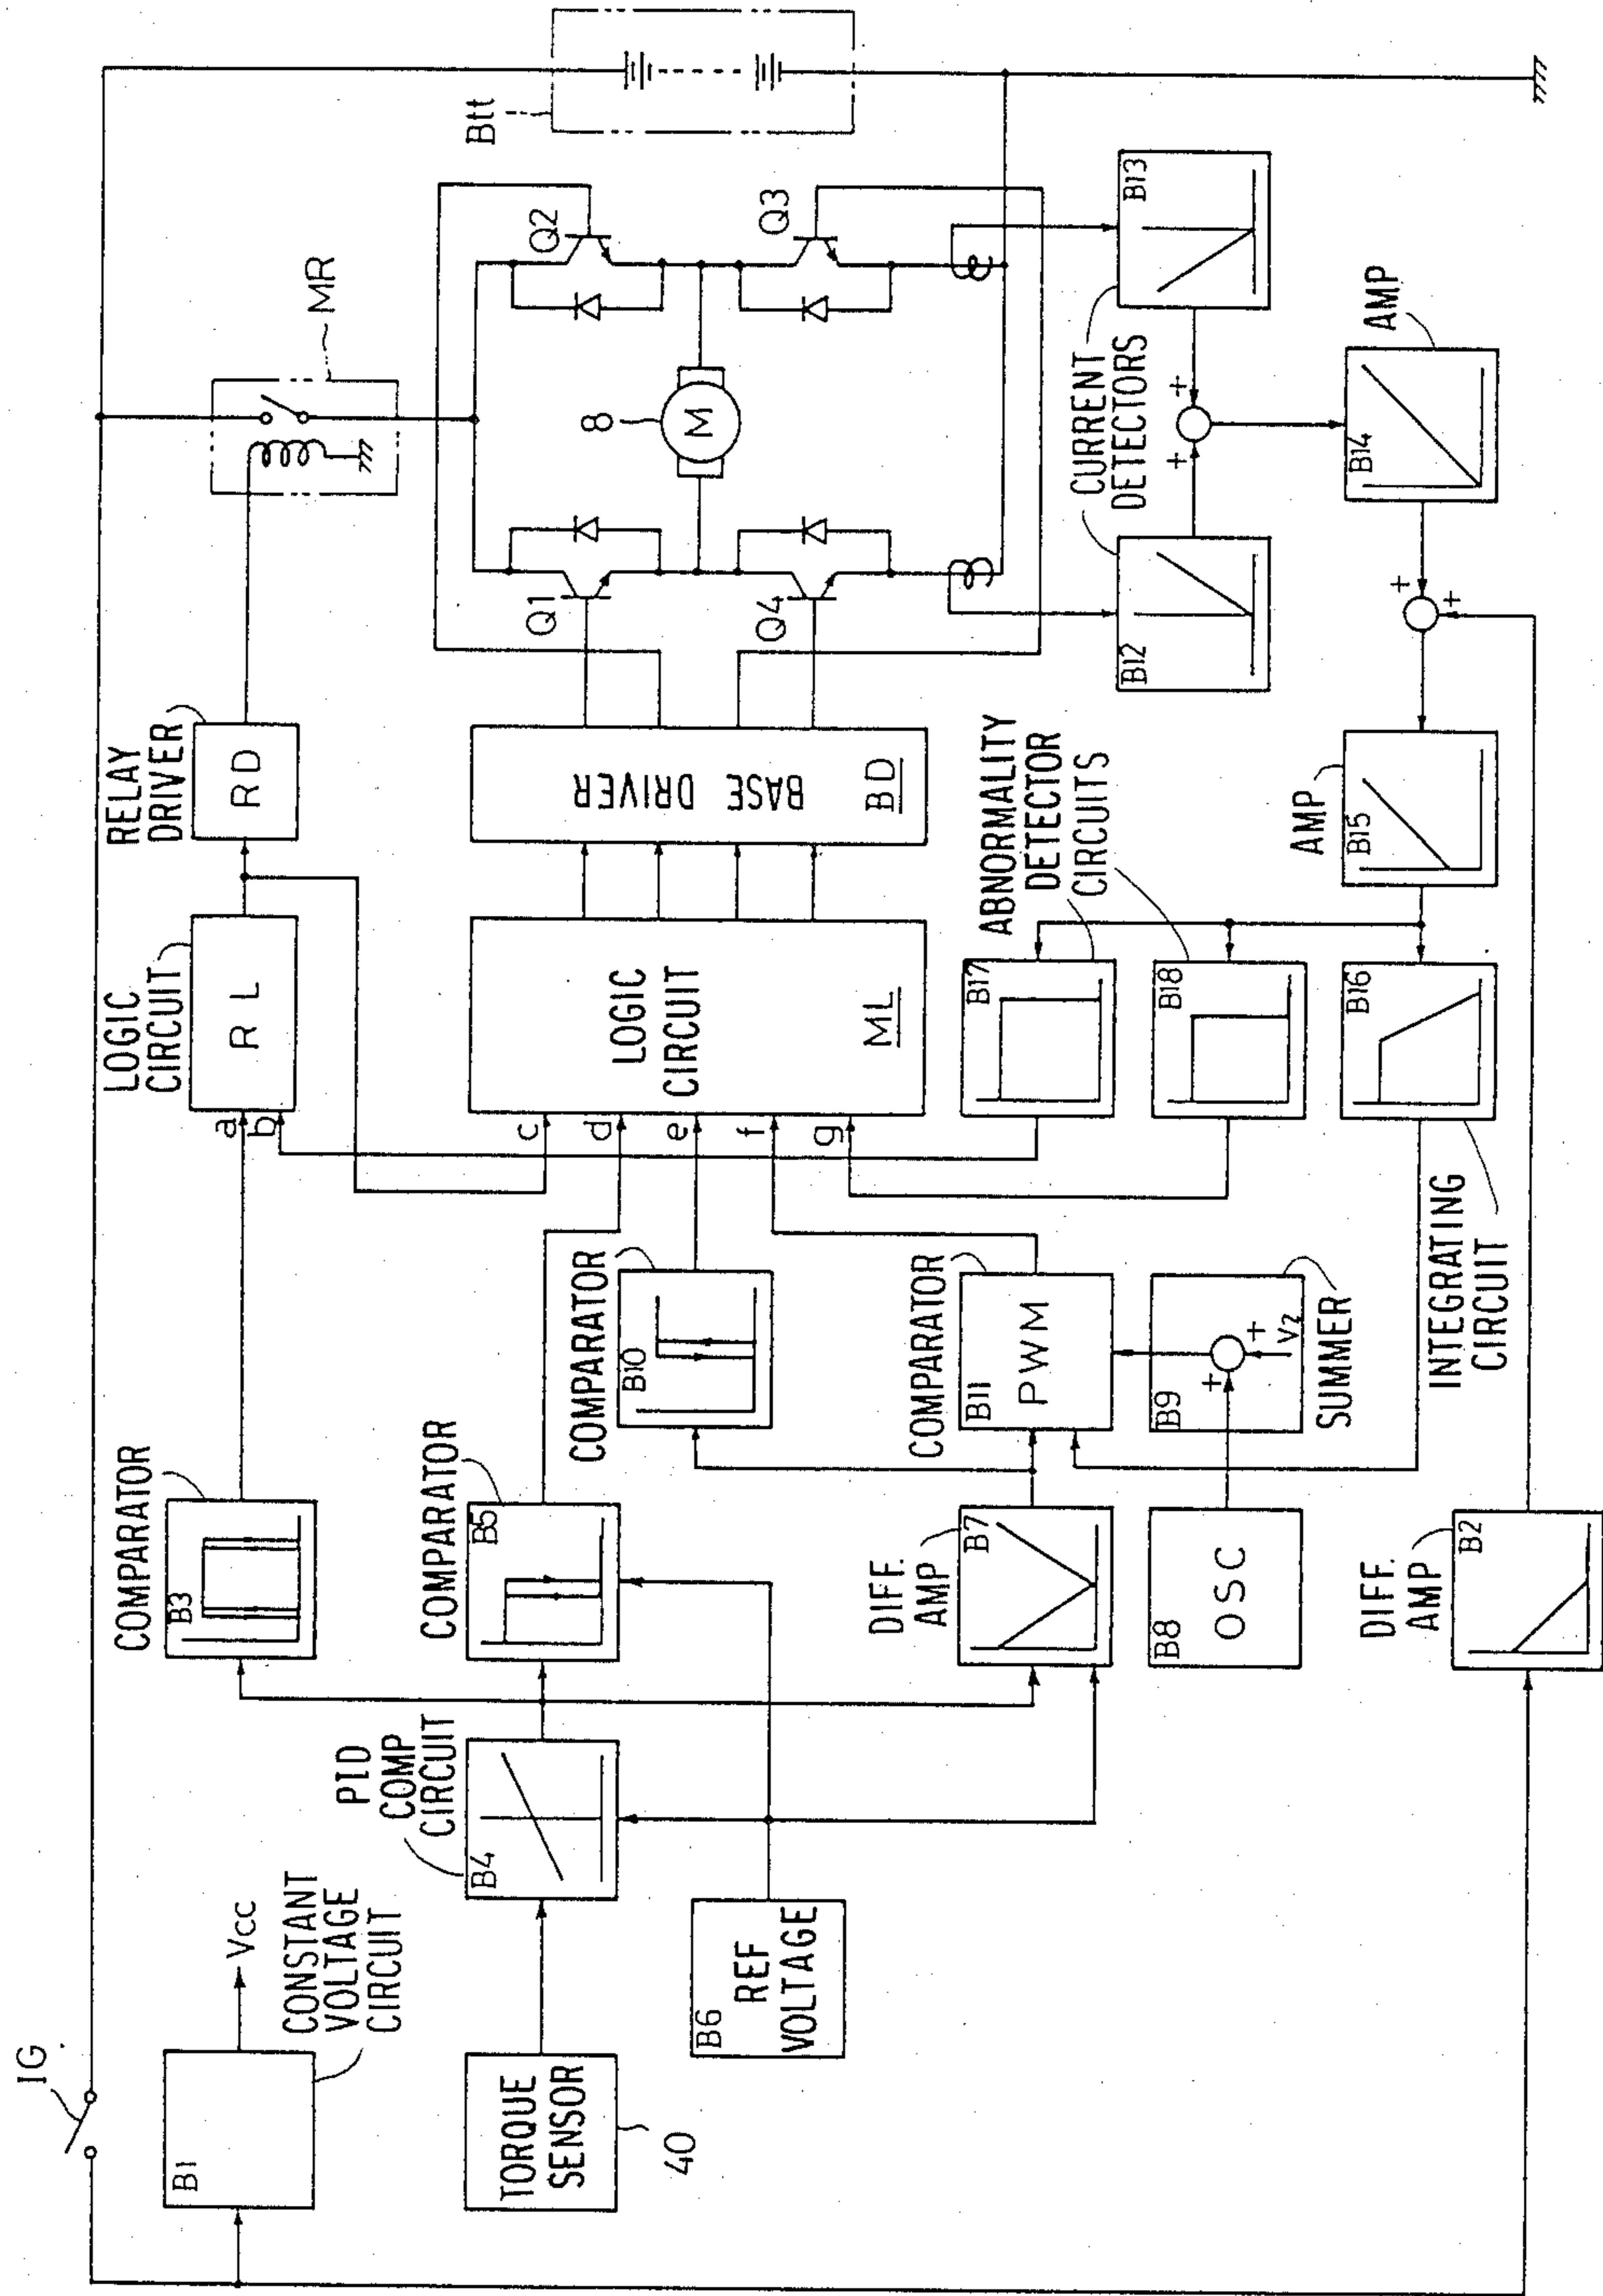 IG
B1
Vcc
CONSTANT
VOLTAGE
CIRCUIT
TORQUE
SENSOR
40
B6
REF
VOLTAGE
B4
PID
COMP
CIRCUIT
B3
COMPARATOR
B5
COMPARATOR
B7
DIFF.
AMP
B8
OSC
B2
DIFF.
AMP
B10
COMPARATOR
B11
PWM
COMPARATOR
B9
+
+
V2
SUMMER
INTEGRATING
CIRCUIT
a
b
c
d
e
f
g
RL
LOGIC
CIRCUIT
LOGIC
CIRCUIT
ML
B17
B18
B16
ABNORMALITY
DETECTOR
CIRCUITS
RD
RELAY
DRIVER
BASE DRIVER
BD
B15
AMP
+
+
Q1
Q4
B12
CURRENT
DETECTORS
MR
8
M
+
+
B14
AMP
Q2
Q3
B13
Btt